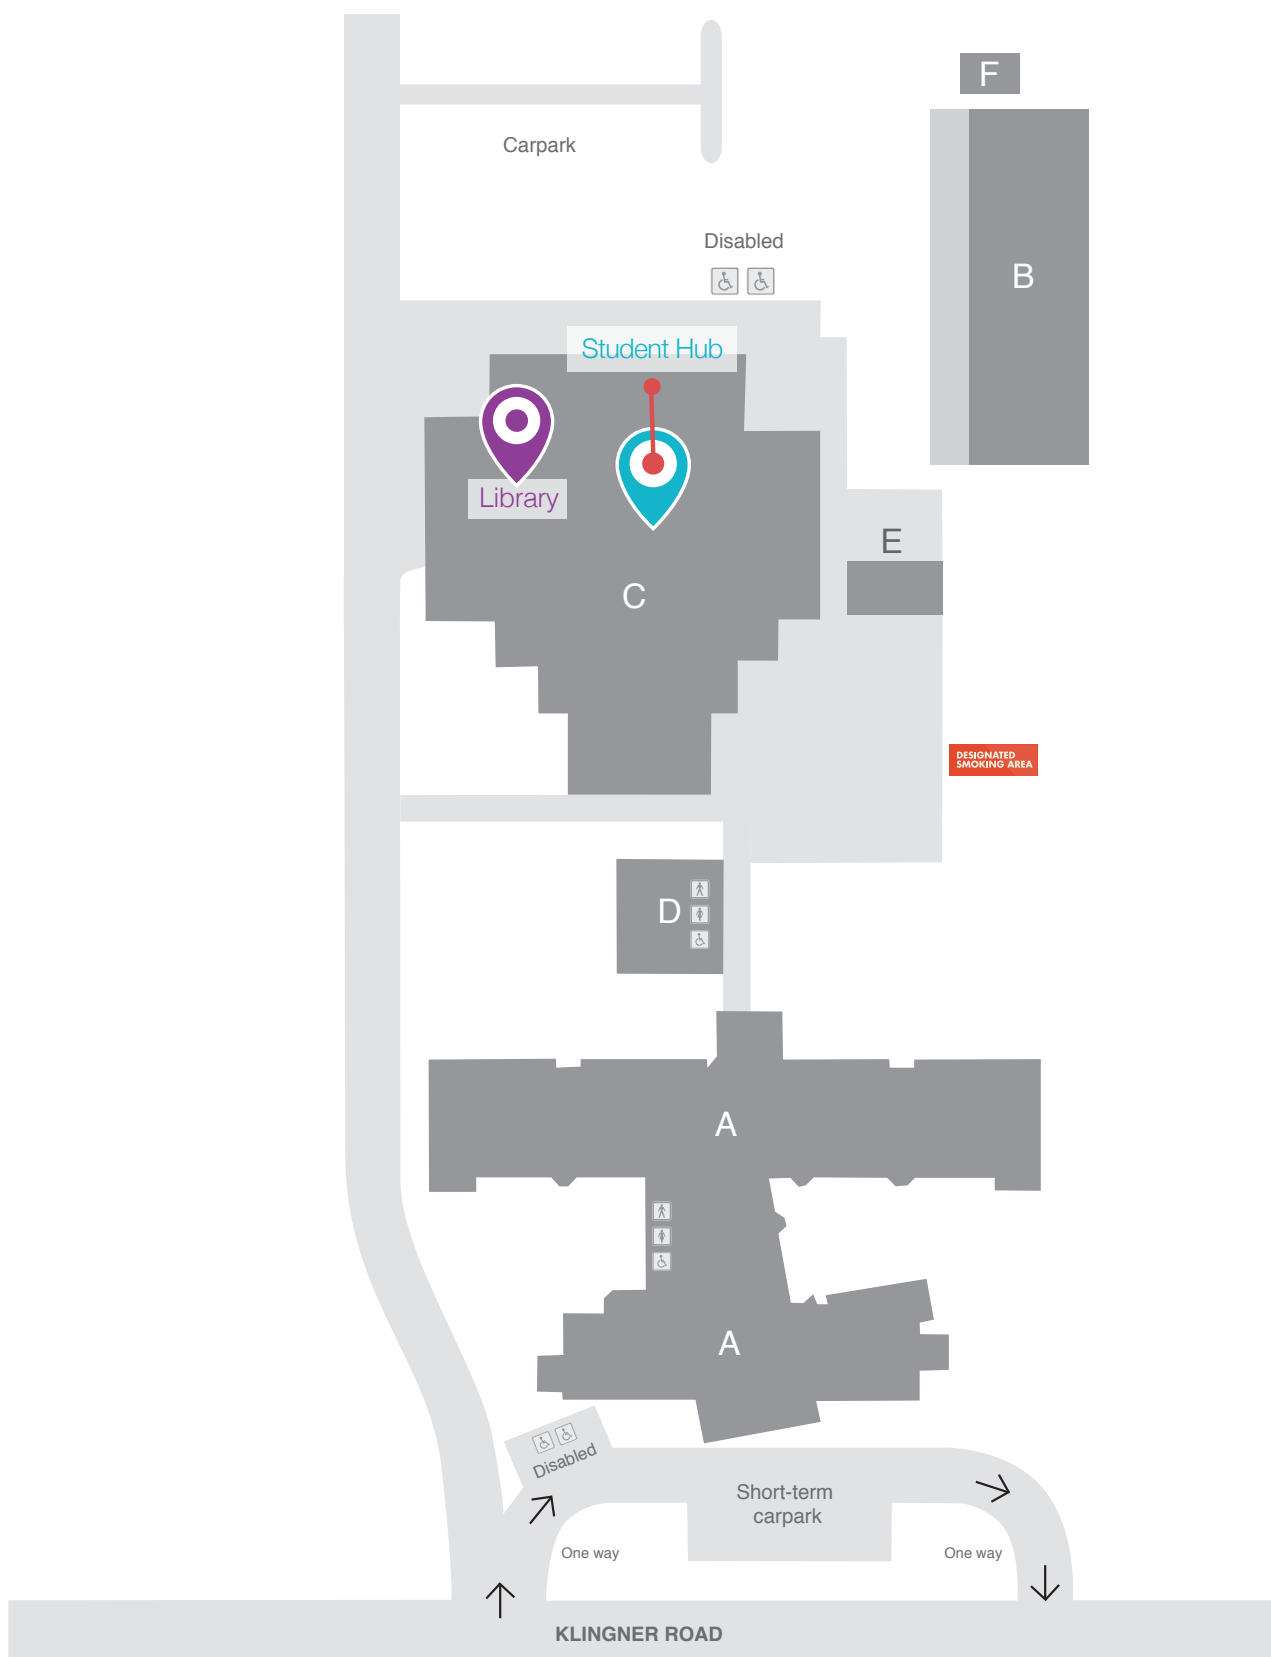 F
Carpark
Disabled
B
Student Hub
Library
E
C
DESIGNATED
SMOKING AREA
D
A
A
Disabled
Short-term
carpark
One way
One way
KLINGNER ROAD